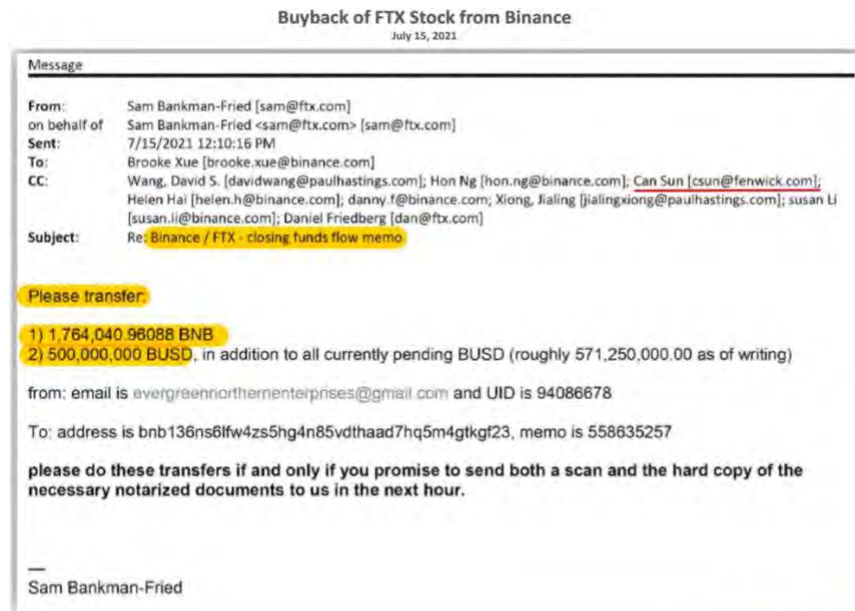 Buyback of FTX Stock from Binance
July 15, 2021
Message
From: Sam Bankman-Fried [sam@ftx.com]
on behalf of Sam Bankman-Fried <sam@ftx.com> [sam@ftx.com]
Sent: 7/15/2021 12:10:16 PM
To: Brooke Xue [brooke.xue@binance.com]
CC: Wang, David S. [davidwang@paulhastings.com]; Hon Ng [hon.ng@binance.com]; Can Sun [csun@fenwick.com];
Helen Hai [helen.h@binance.com]; danny.f@binance.com; Xiong, Jialing [jialingxiong@paulhastings.com]; susan Li
[susan.li@binance.com]; Daniel Friedberg [dan@ftx.com]
Subject: Re: Binance / FTX - closing funds flow memo
Please transfer:
1) 1,764,040.96088 BNB
2) 500,000,000 BUSD, in addition to all currently pending BUSD (roughly 571,250,000.00 as of writing)
from: email is evergreennorthernenterprises@gmail.com and UID is 94086678
To: address is bnb136ns6lfw4zs5hg4n85vdthaad7hq5m4gtkgf23, memo is 558635257
please do these transfers if and only if you promise to send both a scan and the hard copy of the
necessary notarized documents to us in the next hour.
—
Sam Bankman-Fried